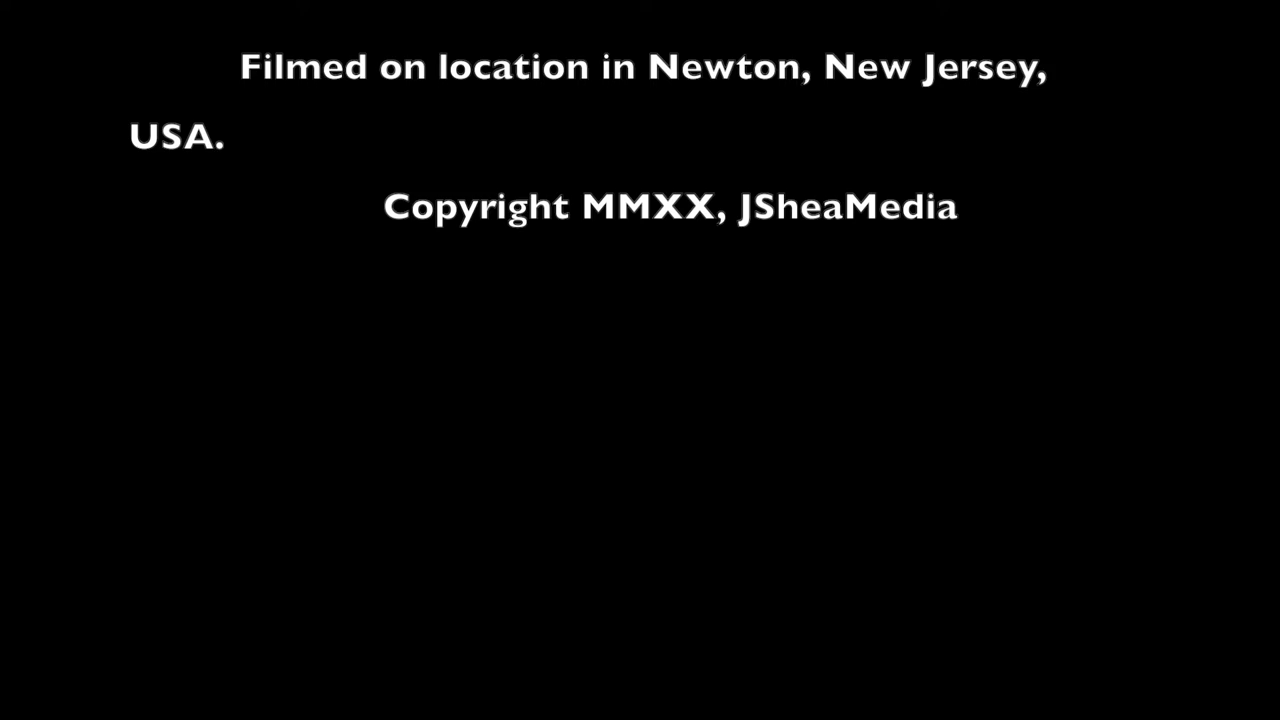 Filmed on location in Newton, New Jersey,
USA.
Copyright MMXX, JSheaMedia